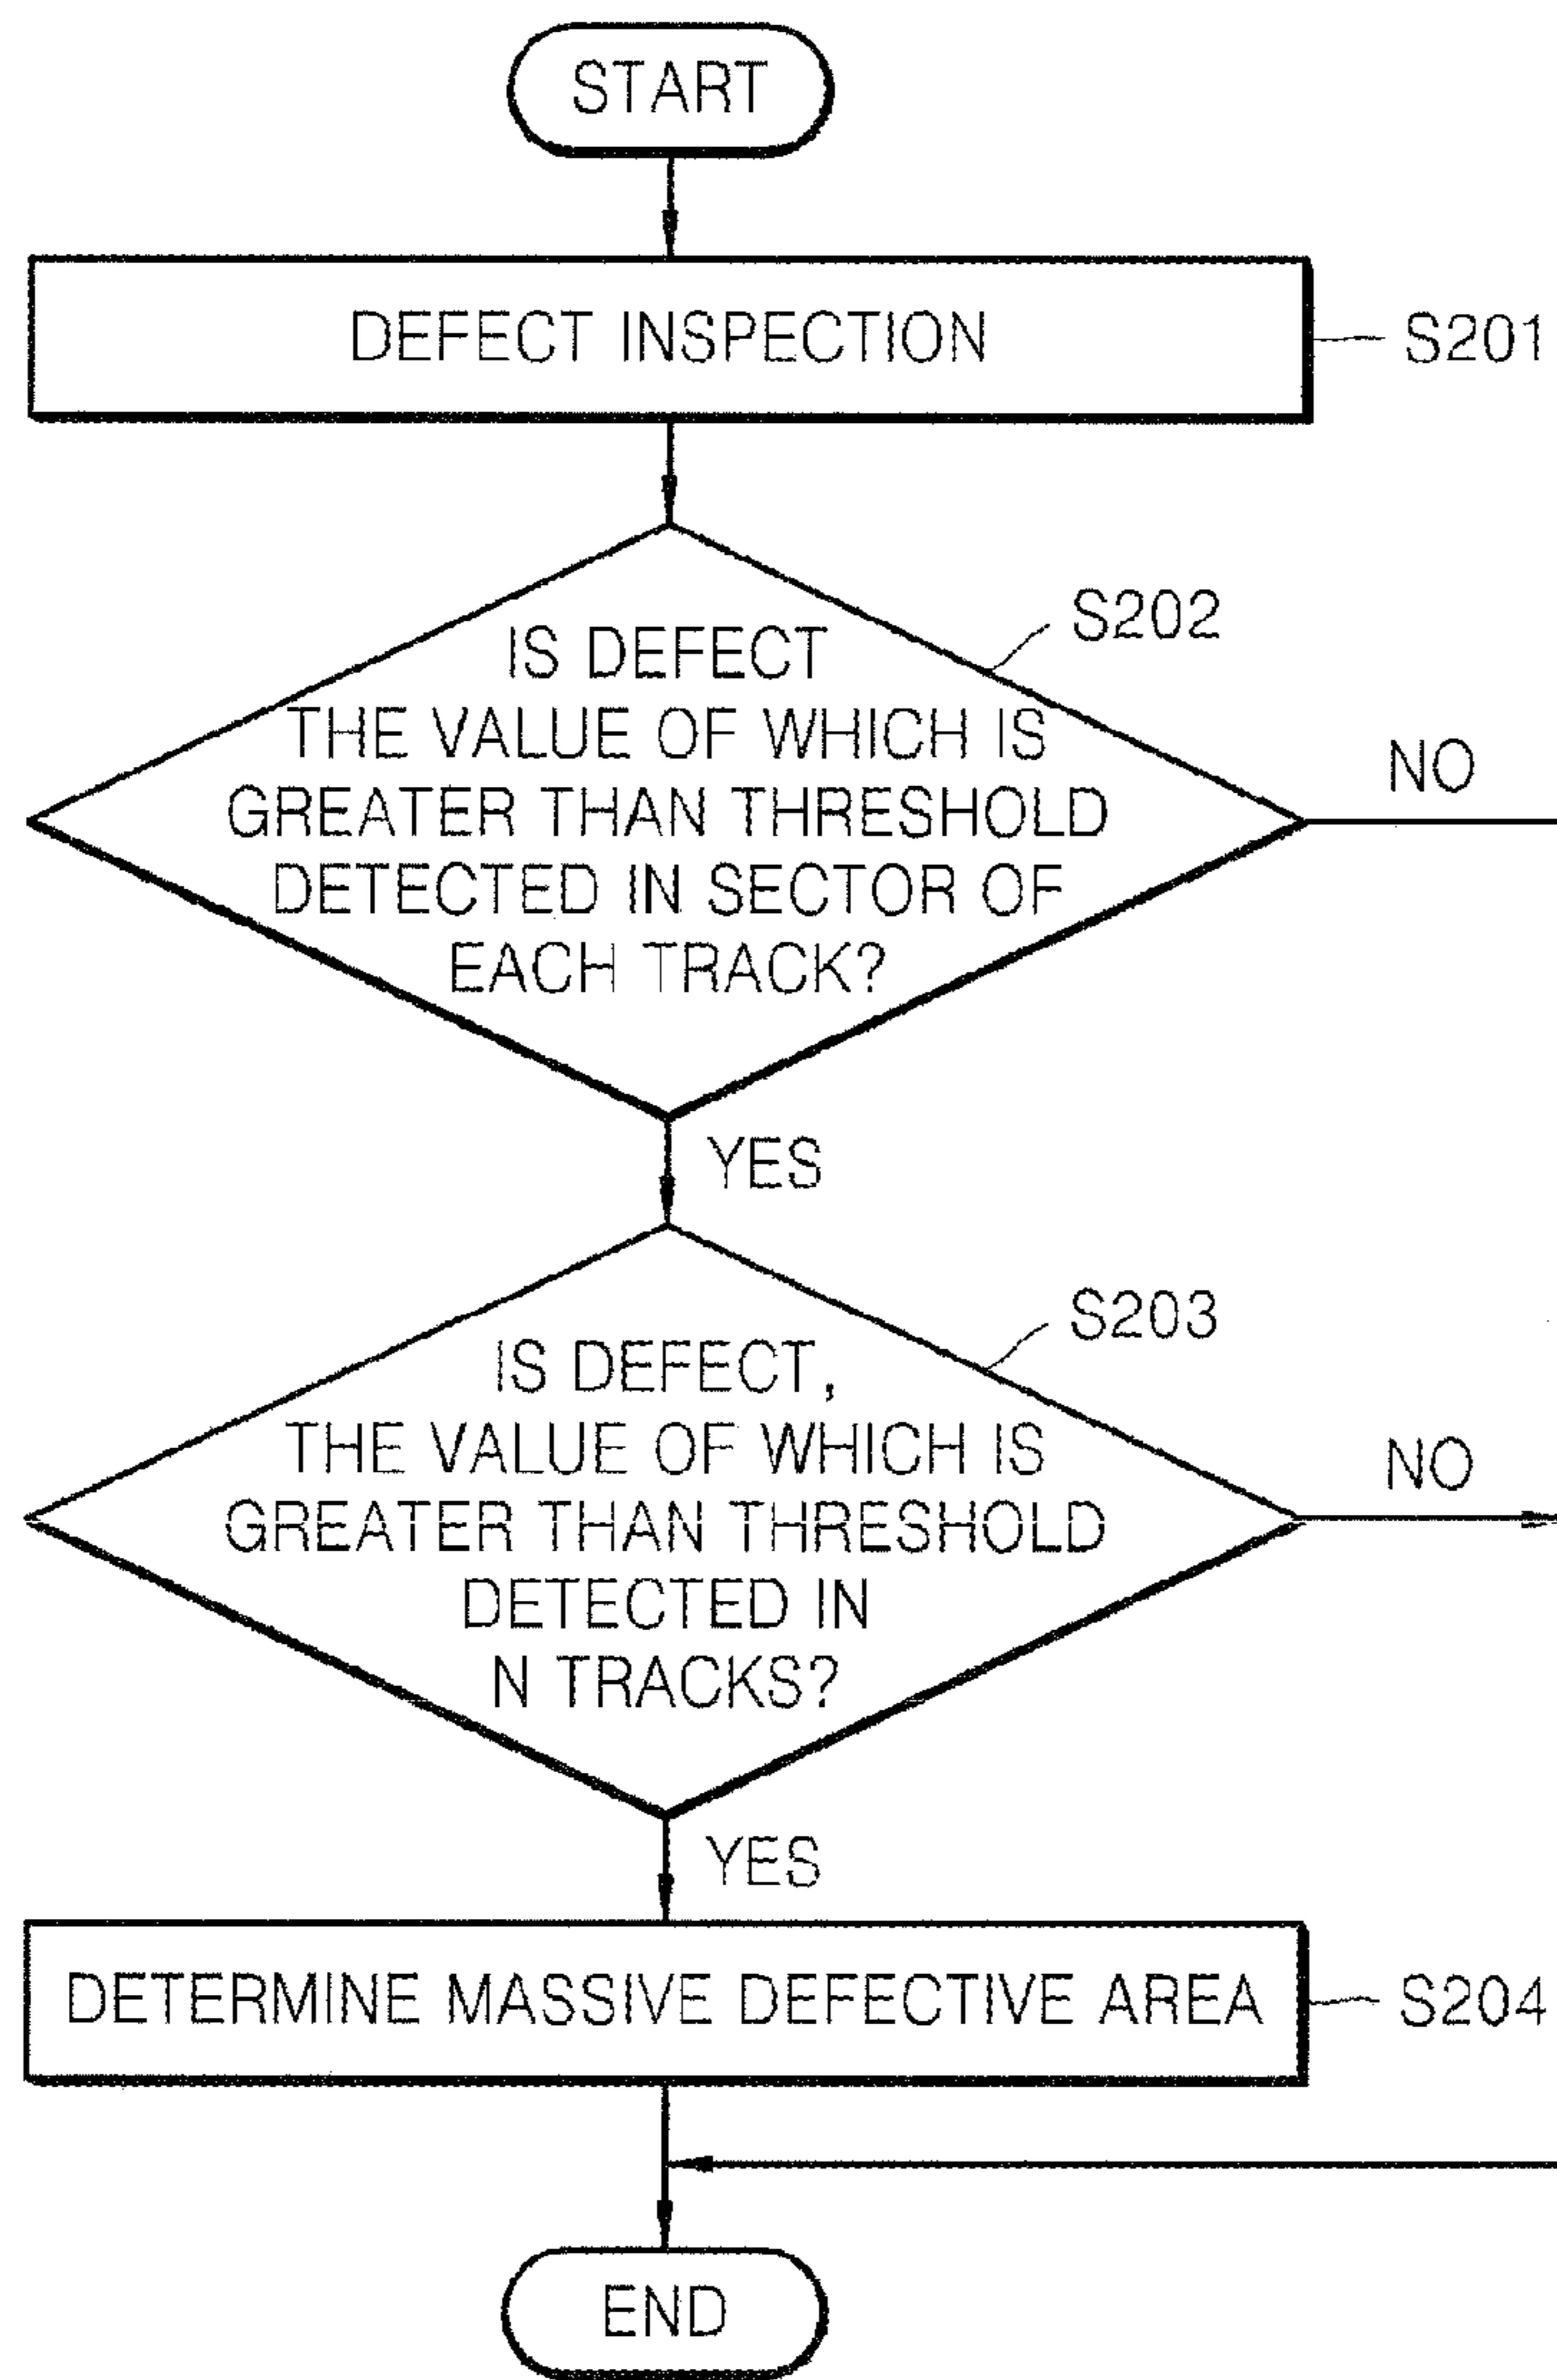 START
DEFECT INSPECTION
S201
S202
IS DEFECT
THE VALUE OF WHICH IS
GREATER THAN THRESHOLD
DETECTED IN SECTOR OF
EACH TRACK?
NO
YES
S203
IS DEFECT,
THE VALUE OF WHICH IS
GREATER THAN THRESHOLD
DETECTED IN
N TRACKS?
NO
YES
DETERMINE MASSIVE DEFECTIVE AREA
S204
END